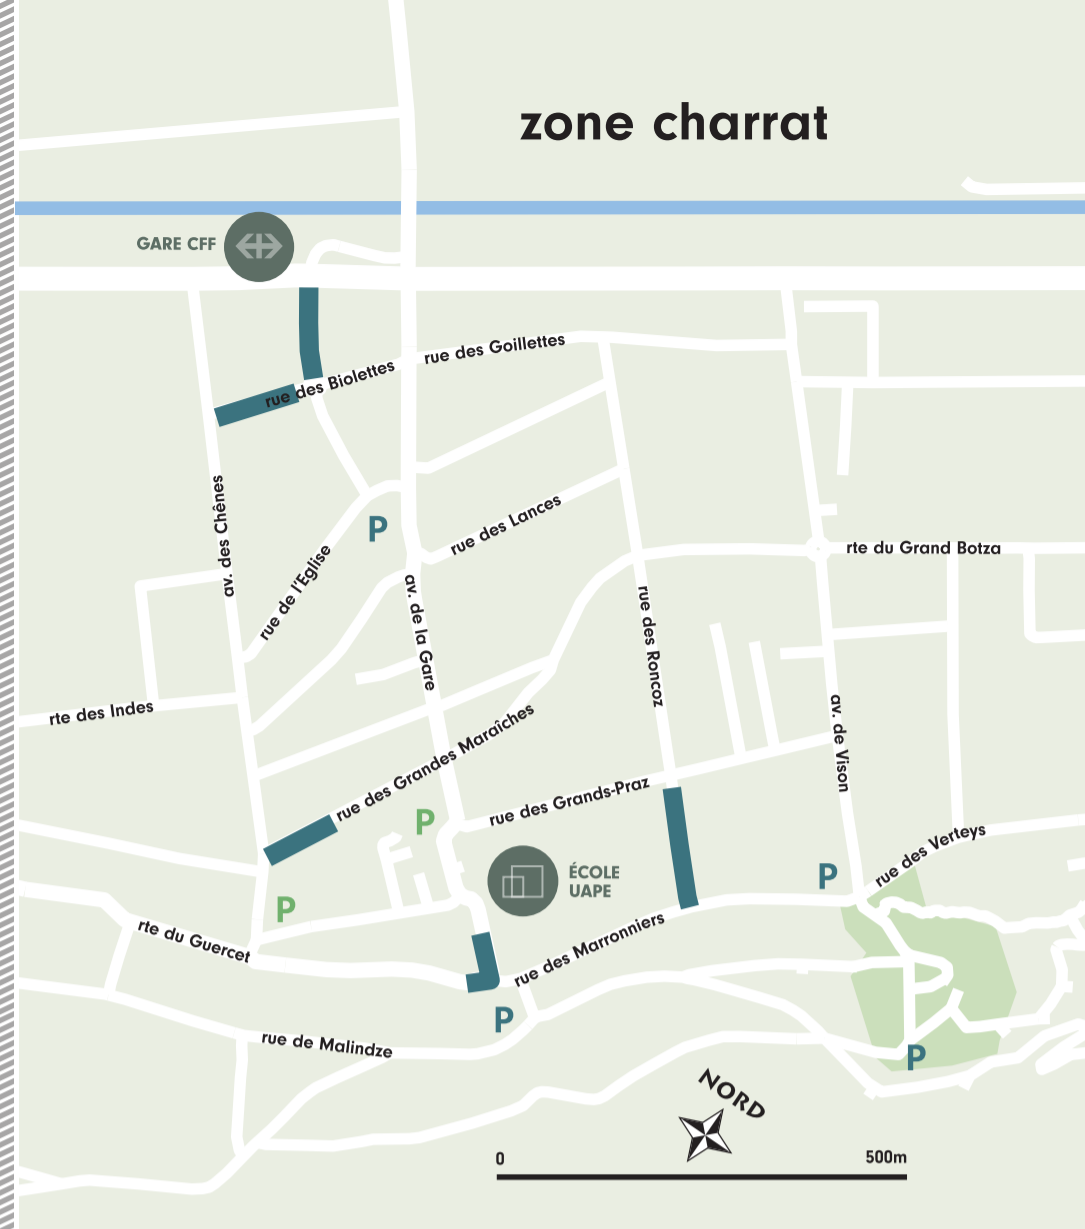 zone charrat
GARE CFF
rue des Goillettes
rue des Biolettes
av. des Chênes
P
rue des Lances
rue de l'Eglise
rte du Grand Botza
av. de la Gare
rue des Roncoz
rte des Indes
av. de Vison
rue des Grandes Maraîches
rue des Grands-Praz
P
rue des Verteys
ÉCOLE
UAPE
P
P
rte du Guercet
rue des Marronniers
P
rue de Malindze
P
NORD
0
500m